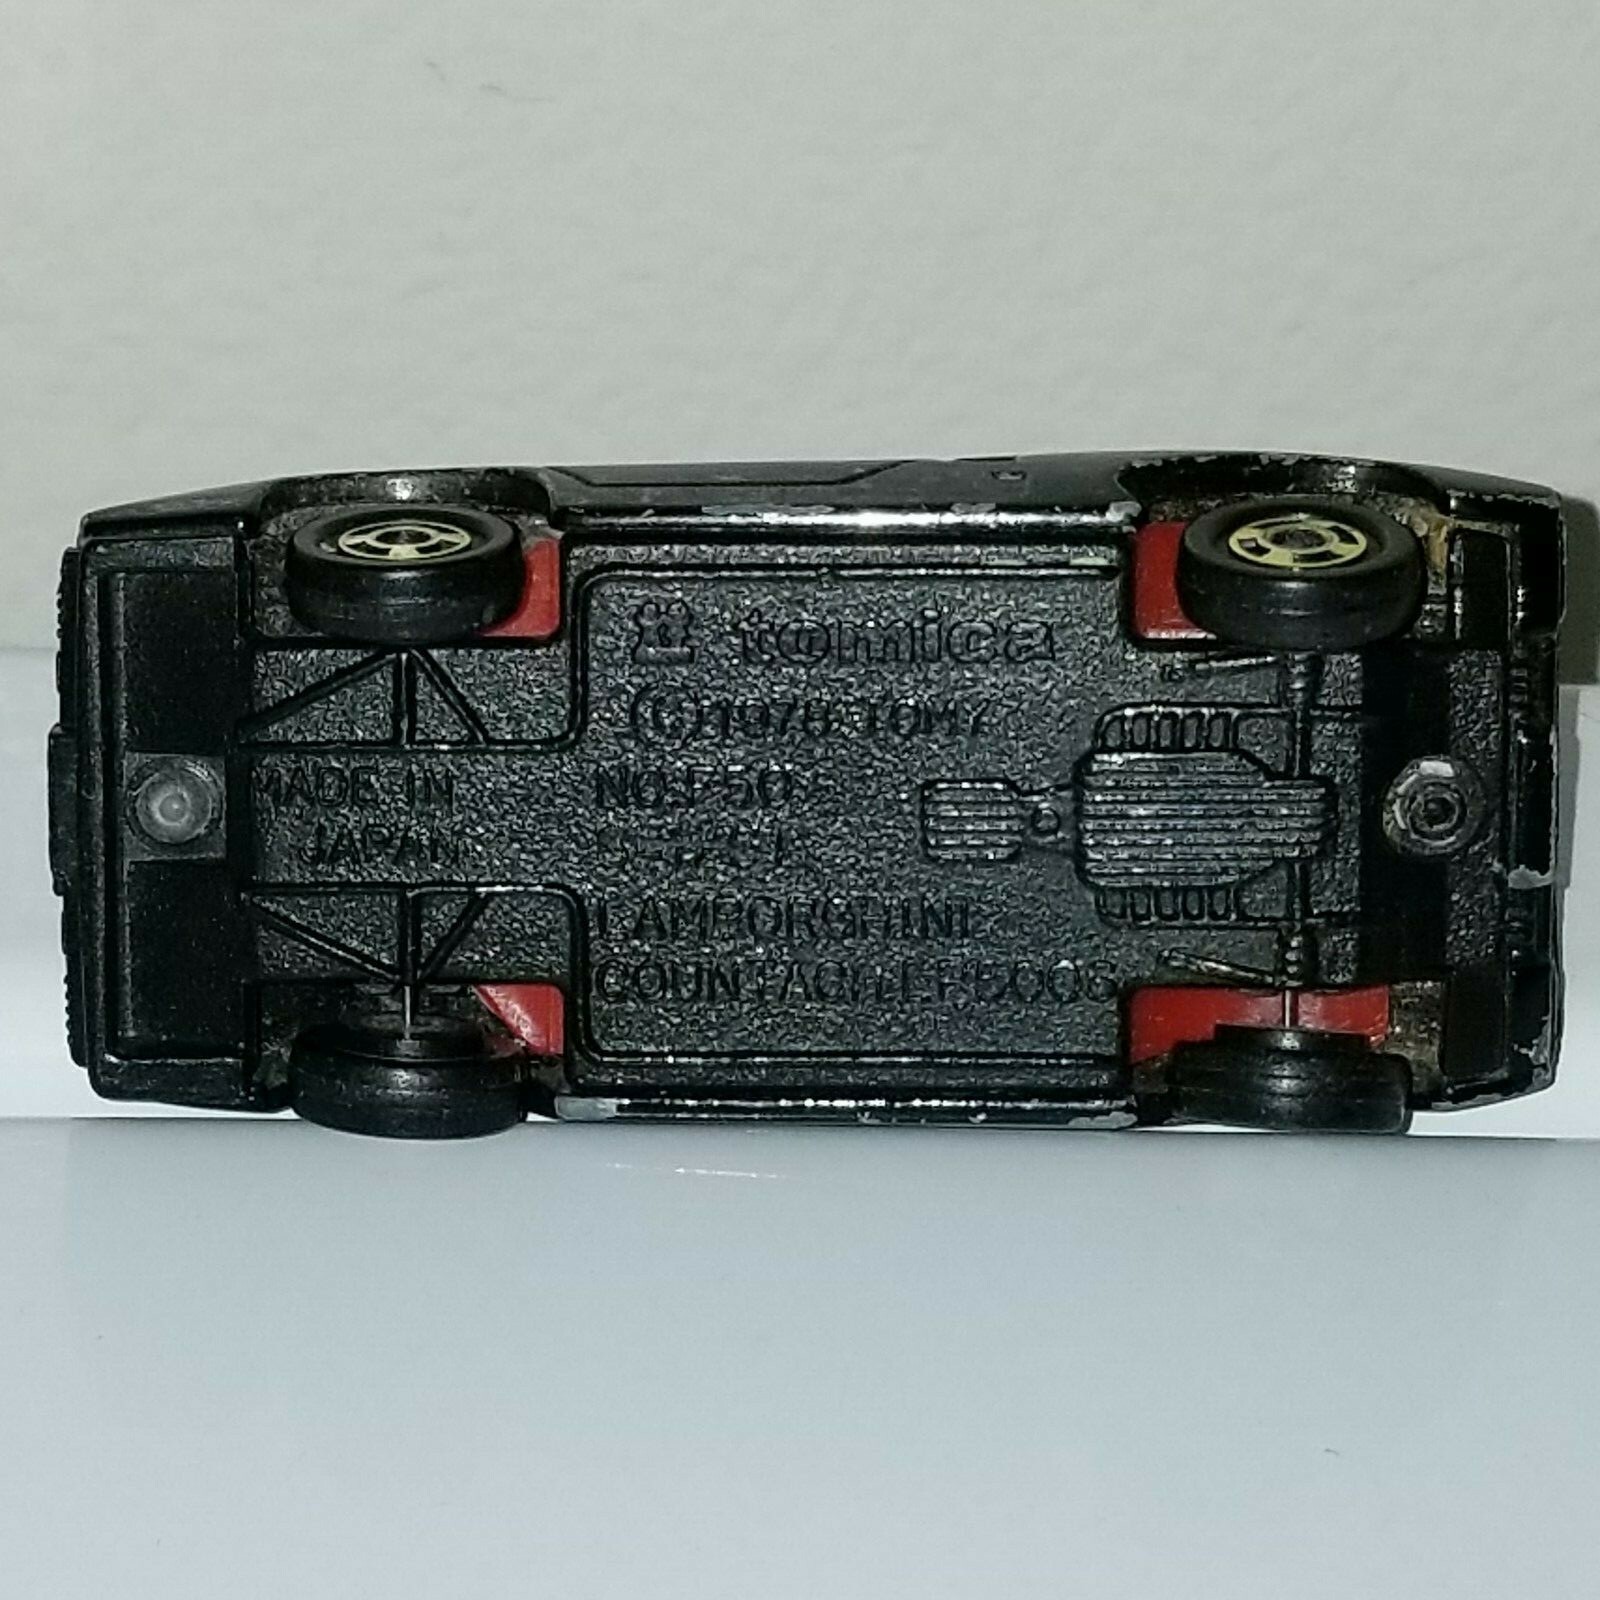 tomica
(C)1978 TOMY
NO.F50
LAMBORGHINI
COUNTACH LP500S
MADE IN
JAPAN